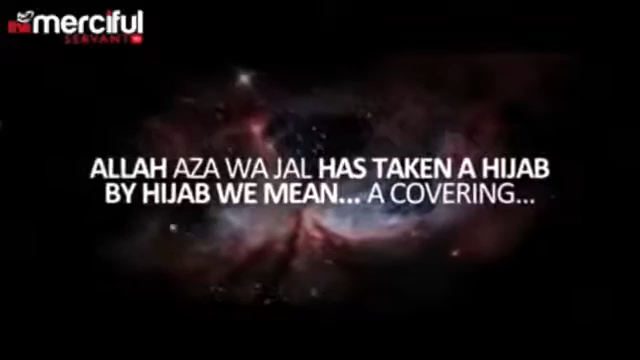 merciful
SERVANT
ALLAH AZA WA JAL HAS TAKEN A HIJAB
BY HIJAB WE MEAN... A COVERING...